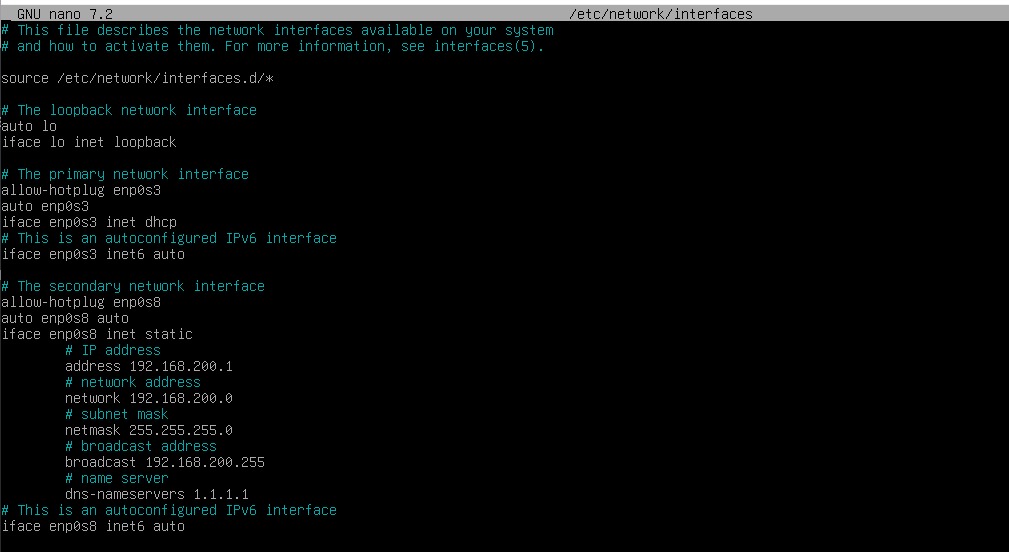 GNU nano 7.2 /etc/network/interfaces
# This file describes the network interfaces available on your system
# and how to activate them. For more information, see interfaces(5).
source /etc/network/interfaces.d/*
# The loopback network interface
auto lo
iface lo inet loopback
# The primary network interface
allow-hotplug enp0s3
auto enp0s3
iface enp0s3 inet dhcp
# This is an autoconfigured IPv6 interface
iface enp0s3 inet6 auto
# The secondary network interface
allow-hotplug enp0s8
auto enp0s8 auto
iface enp0s8 inet static
# IP address
address 192.168.200.1
# network address
network 192.168.200.0
# subnet mask
netmask 255.255.255.0
# broadcast address
broadcast 192.168.200.255
# name server
dns-nameservers 1.1.1.1
# This is an autoconfigured IPv6 interface
iface enp0s8 inet6 auto